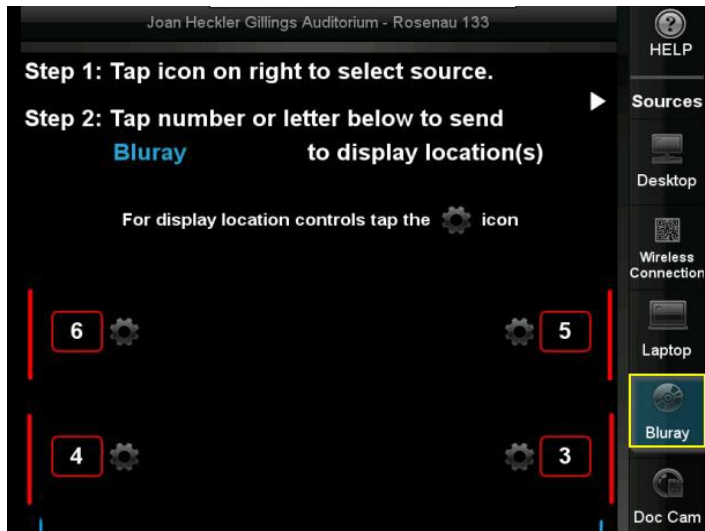 Joan Heckler Gillings Auditorium - Rosenau 133
HELP
Step 1: Tap icon on right to select source.
Sources
Step 2: Tap number or letter below to send
Bluray to display location(s)
Desktop
For display location controls tap the icon
Wireless
Connection
6 5
Laptop
Bluray
4 3
Doc Cam